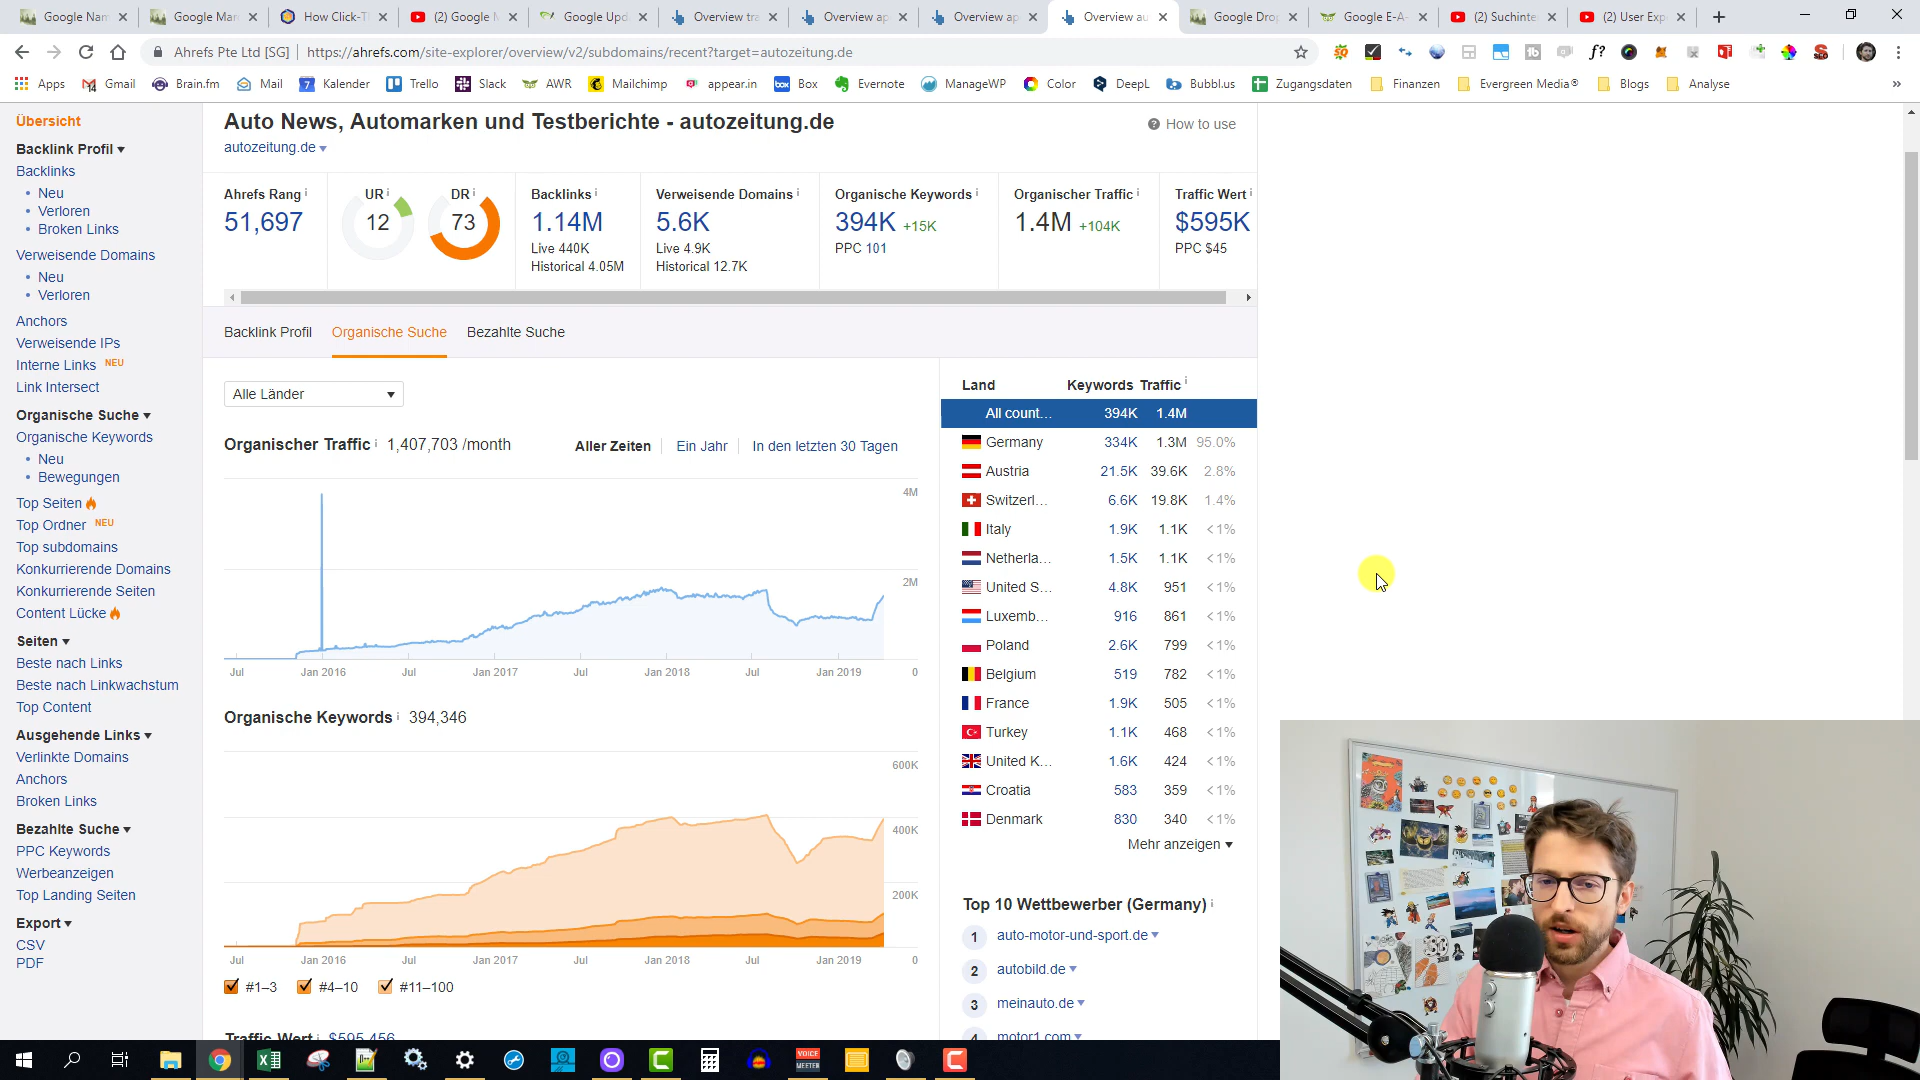 Google Nam
Google Mar
How Click-T
(2) Google N
Google Upd
Overview tra
Overview ap
Overview ap
Overview au
Google Drop
Google E-A-
(2) Suchinte
(2) User Exp
Ahrefs Pte Ltd [SG] | https://ahrefs.com/site-explorer/overview/v2/subdomains/recent?target=autozeitung.de
Apps Gmail Brain.fm Mail Kalender Trello Slack AWR Mailchimp appear.in Box Evernote ManageWP Color DeepL Bubbl.us Zugangsdaten Finanzen Evergreen Media® Blogs Analyse »
Übersicht
Backlink Profil
Backlinks
• Neu
• Verloren
• Broken Links
Verweisende Domains
• Neu
• Verloren
Anchors
Verweisende IPs
Interne Links NEU
Link Intersect
Organische Suche
Organische Keywords
• Neu
• Bewegungen
Top Seiten
Top Ordner NEU
Top subdomains
Konkurrierende Domains
Konkurrierende Seiten
Content Lücke
Seiten
Beste nach Links
Beste nach Linkwachstum
Top Content
Ausgehende Links
Verlinkte Domains
Anchors
Broken Links
Bezahlte Suche
PPC Keywords
Werbeanzeigen
Top Landing Seiten
Export
CSV
PDF
Auto News, Automarken und Testberichte - autozeitung.de
How to use
autozeitung.de
Ahrefs Rang
51,697
UR
12
DR
73
Backlinks
1.14M
Live 440K
Historical 4.05M
Verweisende Domains
5.6K
Live 4.9K
Historical 12.7K
Organische Keywords
394K +15K
PPC 101
Organischer Traffic
1.4M +104K
Traffic Wert
$595K
PPC $45
Backlink Profil Organische Suche Bezahlte Suche
Alle Länder
Organischer Traffic 1,407,703 /month
Aller Zeiten Ein Jahr In den letzten 30 Tagen
4M
2M
Jul Jan 2016 Jul Jan 2017 Jul Jan 2018 Jul Jan 2019 0
Organische Keywords 394,346
600K
400K
200K
Jul Jan 2016 Jul Jan 2017 Jul Jan 2018 Jul Jan 2019 0
#1–3 #4–10 #11–100
Traffic Wert $595,456
Land Keywords Traffic
All count... 394K 1.4M
Germany 334K 1.3M 95.0%
Austria 21.5K 39.6K 2.8%
Switzerl... 6.6K 19.8K 1.4%
Italy 1.9K 1.1K <1%
Netherla... 1.5K 1.1K <1%
United S... 4.8K 951 <1%
Luxemb... 916 861 <1%
Poland 2.6K 799 <1%
Belgium 519 782 <1%
France 1.9K 505 <1%
Turkey 1.1K 468 <1%
United K... 1.6K 424 <1%
Croatia 583 359 <1%
Denmark 830 340 <1%
Mehr anzeigen
Top 10 Wettbewerber (Germany)
1 auto-motor-und-sport.de
2 autobild.de
3 meinauto.de
4 motor1.com
VOICE
MEETER